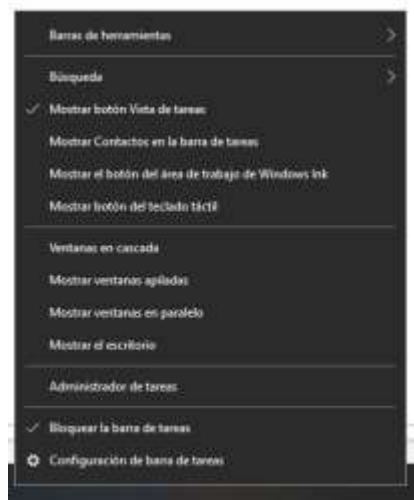 Barras de herramientas
Búsqueda
Mostrar botón Vista de tareas
Mostrar Contactos en la barra de tareas
Mostrar el botón del área de trabajo de Windows Ink
Mostrar botón del teclado táctil
Ventanas en cascada
Mostrar ventanas apiladas
Mostrar ventanas en paralelo
Mostrar el escritorio
Administrador de tareas
Bloquear la barra de tareas
Configuración de barra de tareas